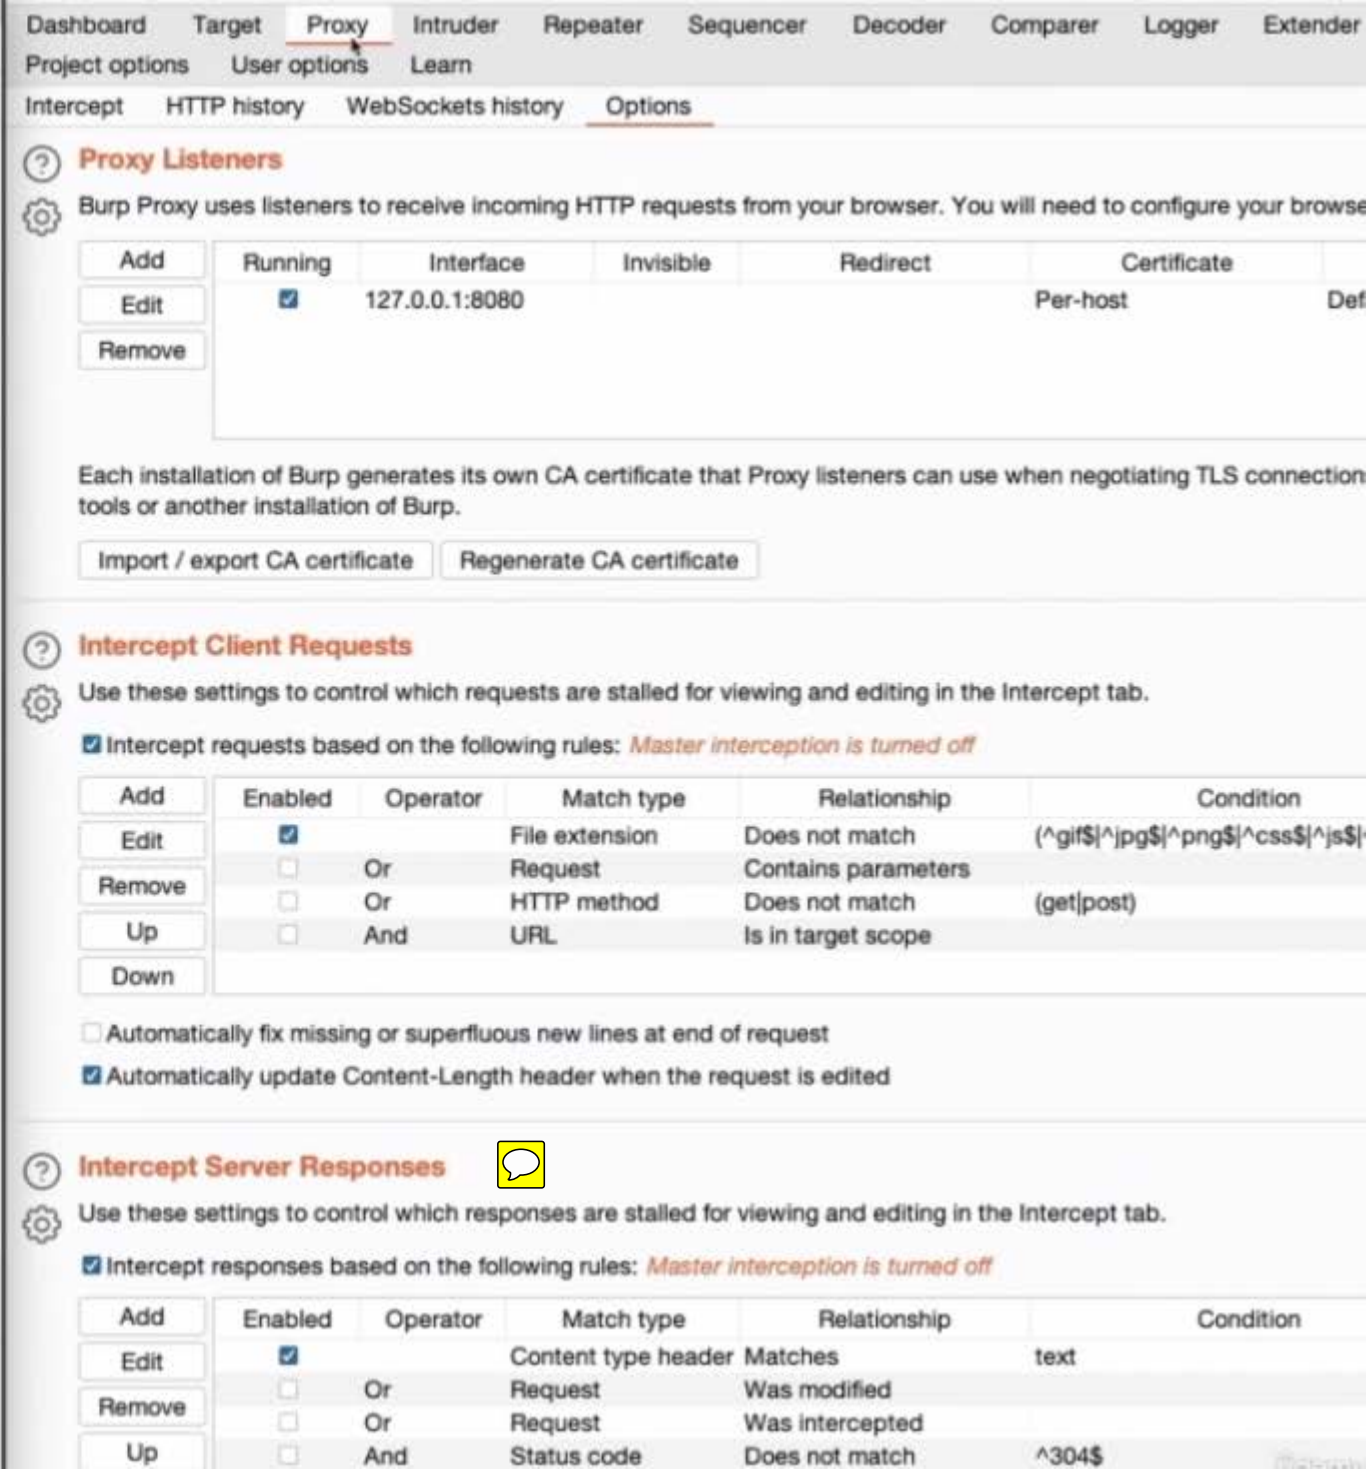 Dashboard Target Proxy Intruder Repeater Sequencer Decoder Comparer Logger Extender
Project options User options Learn
Intercept HTTP history WebSockets history Options
Proxy Listeners
Burp Proxy uses listeners to receive incoming HTTP requests from your browser. You will need to configure your browse
Add Running Interface Invisible Redirect Certificate
Edit 127.0.0.1:8080 Per-host Def
Remove
Each installation of Burp generates its own CA certificate that Proxy listeners can use when negotiating TLS connection
tools or another installation of Burp.
Import / export CA certificate Regenerate CA certificate
Intercept Client Requests
Use these settings to control which requests are stalled for viewing and editing in the Intercept tab.
Intercept requests based on the following rules: Master interception is turned off
Add Enabled Operator Match type Relationship Condition
Edit File extension Does not match (^gif$|^jpg$|^png$|^css$|^js$|
Or Request Contains parameters
Remove Or HTTP method Does not match (get|post)
Up And URL Is in target scope
Down
Automatically fix missing or superfluous new lines at end of request
Automatically update Content-Length header when the request is edited
Intercept Server Responses
Use these settings to control which responses are stalled for viewing and editing in the Intercept tab.
Intercept responses based on the following rules: Master interception is turned off
Add Enabled Operator Match type Relationship Condition
Edit Content type header Matches text
Or Request Was modified
Remove Or Request Was intercepted
Up And Status code Does not match ^304$